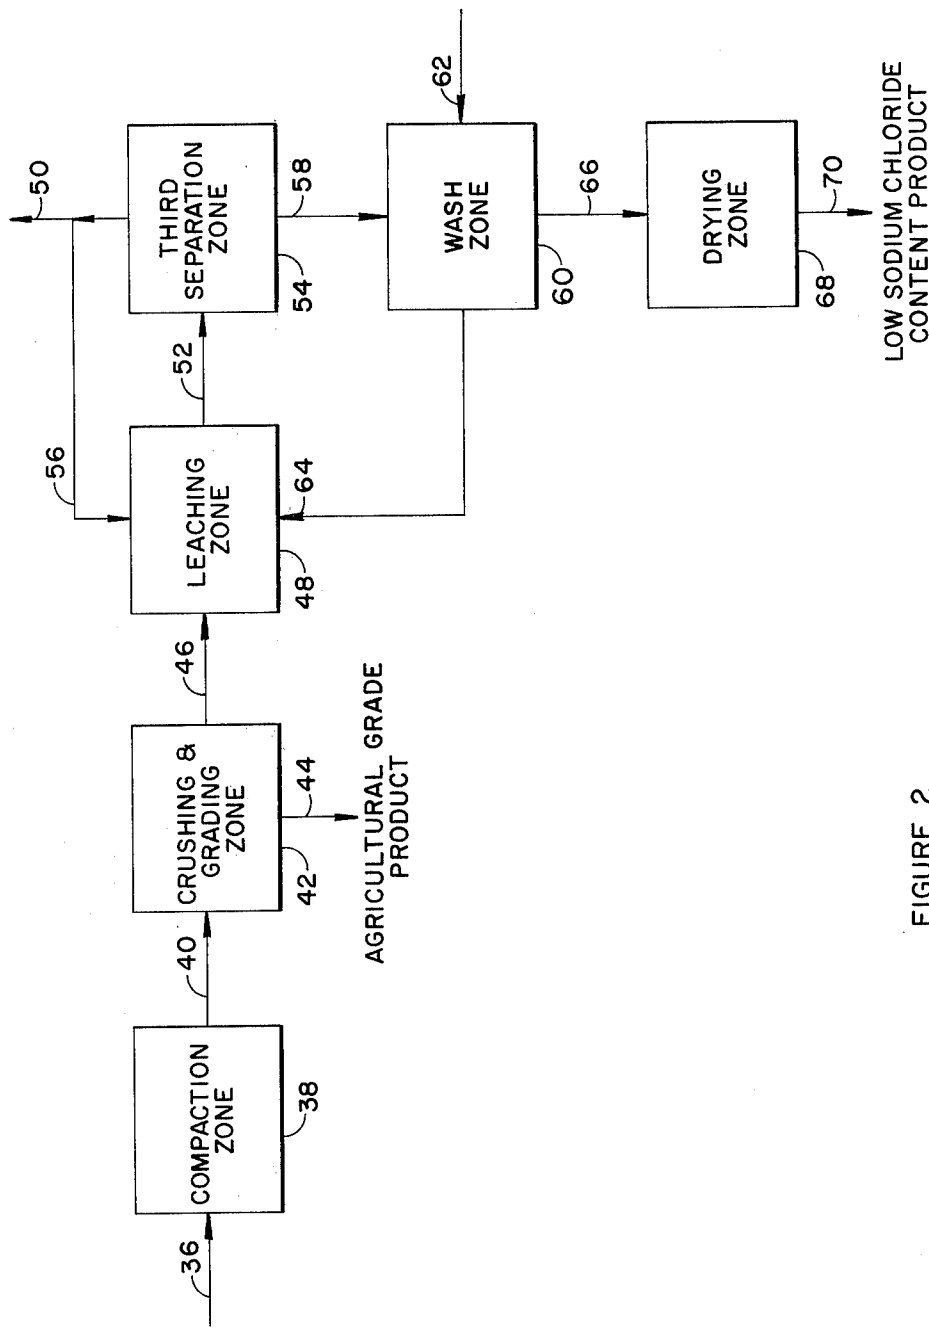 36
COMPACTION
ZONE
38
40
CRUSHING &
GRADING
ZONE
42
44
AGRICULTURAL GRADE
PRODUCT
46
LEACHING
ZONE
48
64
56
52
50
THIRD
SEPARATION
ZONE
54
58
62
WASH
ZONE
60
66
DRYING
ZONE
68
70
LOW SODIUM CHLORIDE
CONTENT PRODUCT
FIGURE 2